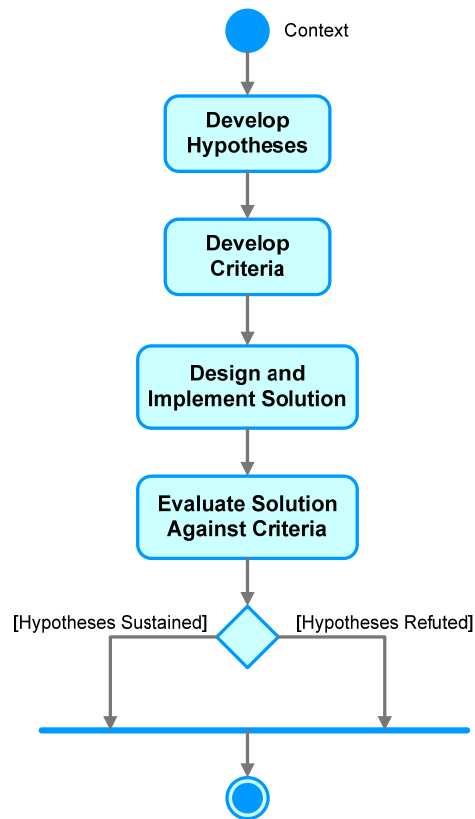 Context
Develop
Hypotheses
Develop
Criteria
Design and
Implement Solution
Evaluate Solution
Against Criteria
[Hypotheses Sustained]
[Hypotheses Refuted]